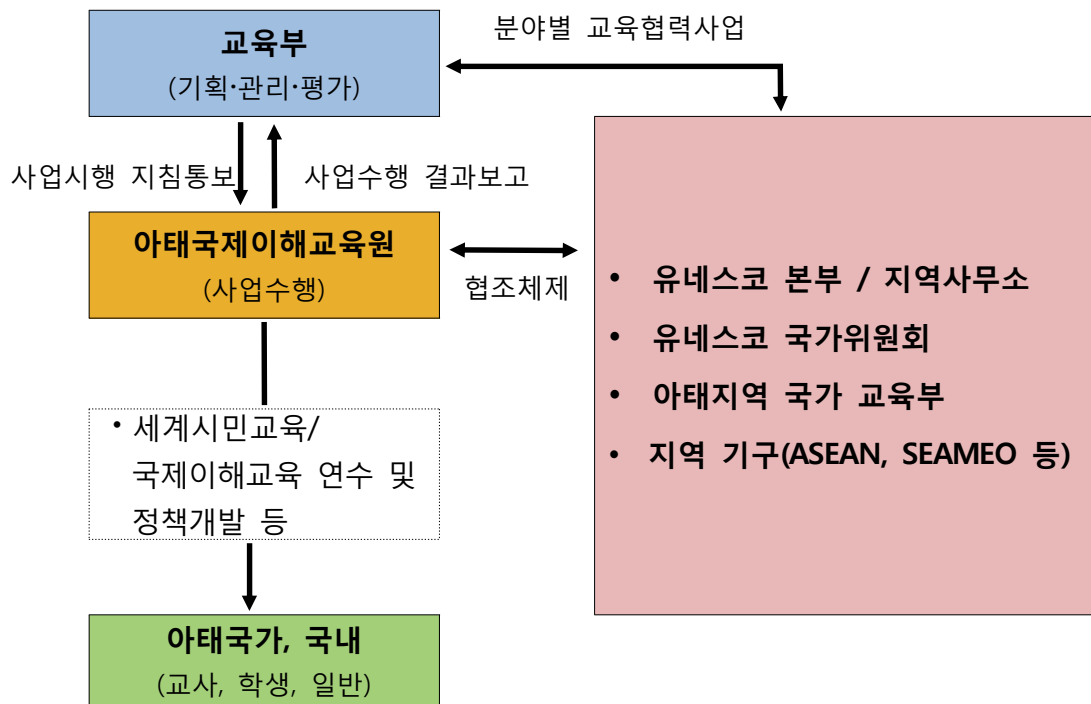 분야별 교육협력사업
교육부
(기획·관리·평가)
사업시행 지침통보
사업수행 결과보고
아태국제이해교육원
(사업수행)
협조체제
• 유네스코 본부 / 지역사무소
• 유네스코 국가위원회
• 아태지역 국가 교육부
• 지역 기구(ASEAN, SEAMEO 등)
• 세계시민교육/
국제이해교육 연수 및
정책개발 등
아태국가, 국내
(교사, 학생, 일반)